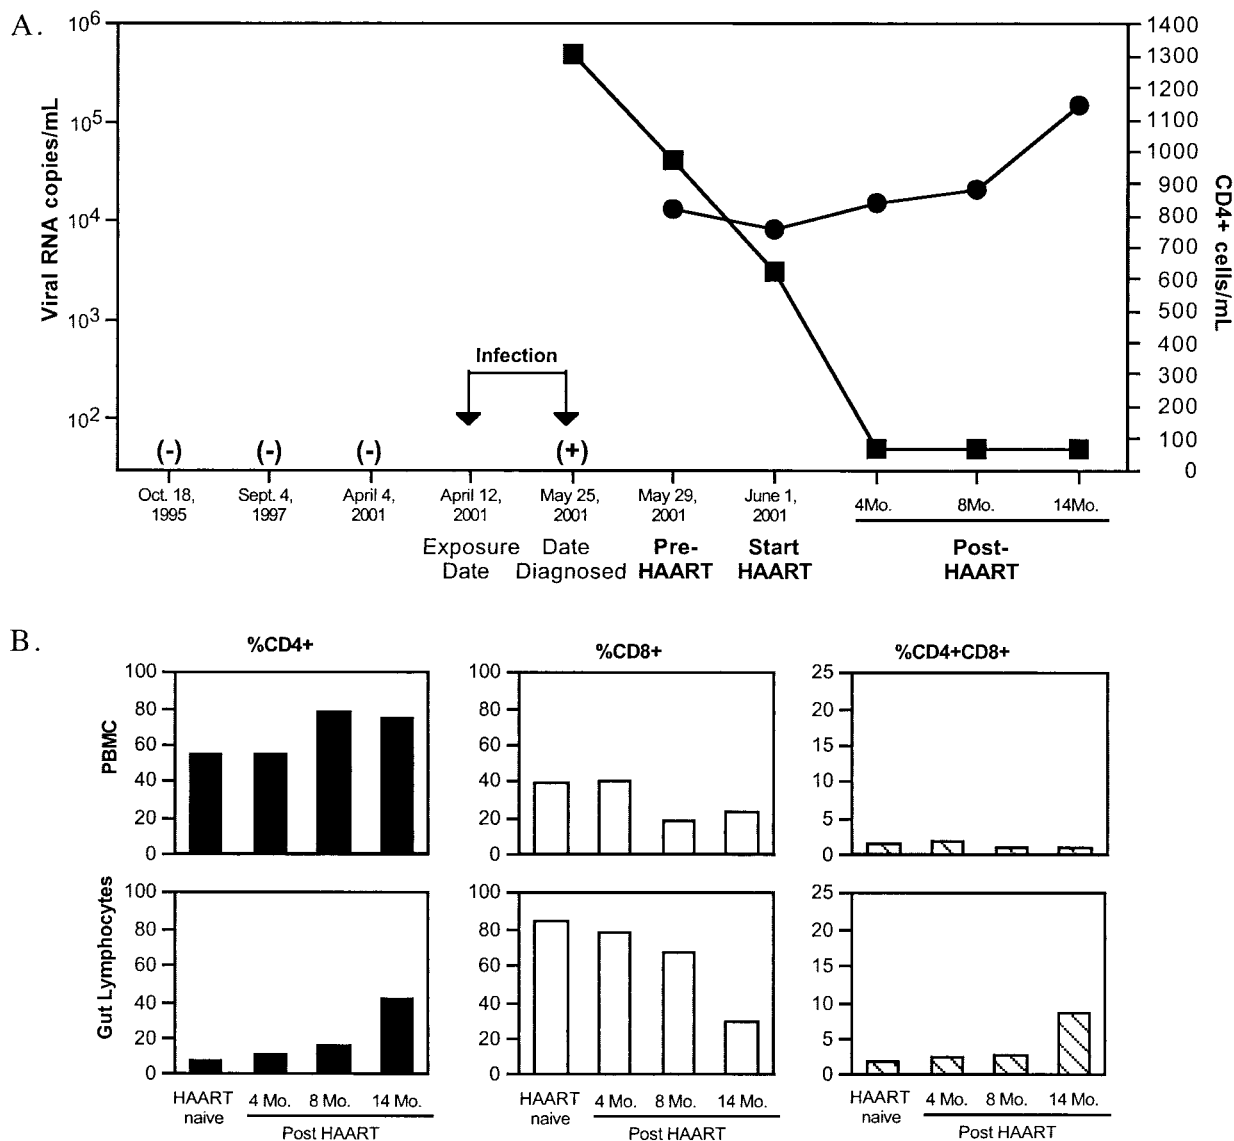 A.
10^6
10^5
10^4
10^3
10^2
Viral RNA copies/mL
1400
1300
1200
1100
1000
900
800
700
600
500
400
300
200
100
0
CD4+ cells/mL
Infection
(-) (-) (-) (+)
Oct. 18, 1995
Sept. 4, 1997
April 4, 2001
April 12, 2001
May 25, 2001
May 29, 2001
June 1, 2001
4Mo. 8Mo. 14Mo.
Exposure Date
Date Diagnosed
Pre-HAART
Start HAART
Post-HAART
B.
%CD4+ %CD8+ %CD4+CD8+
PBMC
100
80
60
40
20
0
100
80
60
40
20
0
25
20
15
10
5
0
Gut Lymphocytes
100
80
60
40
20
0
100
80
60
40
20
0
25
20
15
10
5
0
HAART naive
4 Mo. 8 Mo. 14 Mo.
Post HAART
HAART naive
4 Mo. 8 Mo. 14 Mo.
Post HAART
HAART naive
4 Mo. 8 Mo. 14 Mo.
Post HAART